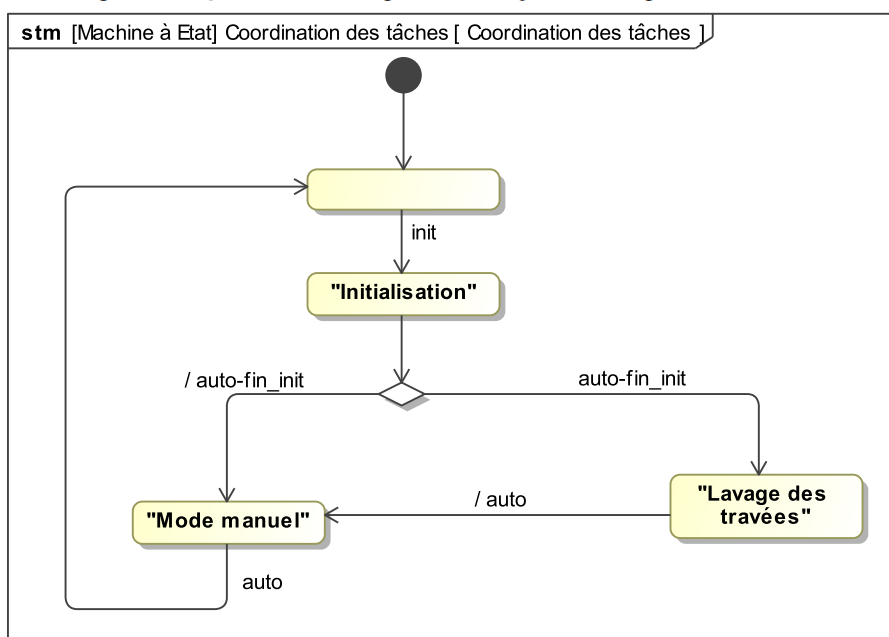 stm [Machine à Etat] Coordination des tâches [ Coordination des tâches ]
init
"Initialisation"
/ auto-fin_init
auto-fin_init
"Lavage des
travées"
/ auto
"Mode manuel"
auto